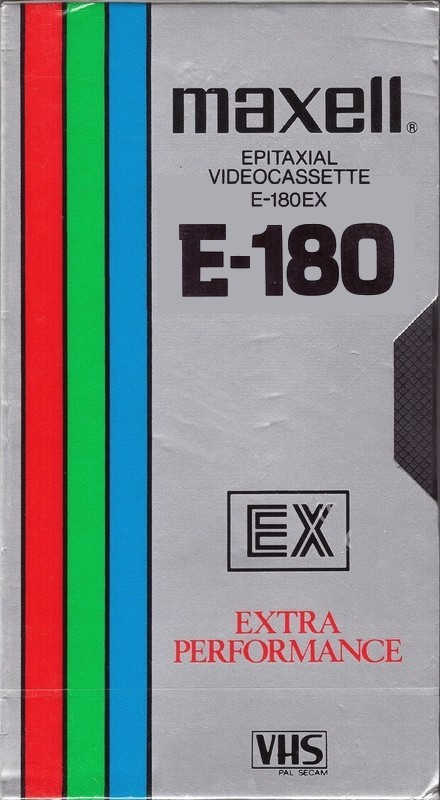 maxell®
EPITAXIAL
VIDEOCASSETTE
E-180EX
E-180
EX
EXTRA
PERFORMANCE
VHS
PAL SECAM